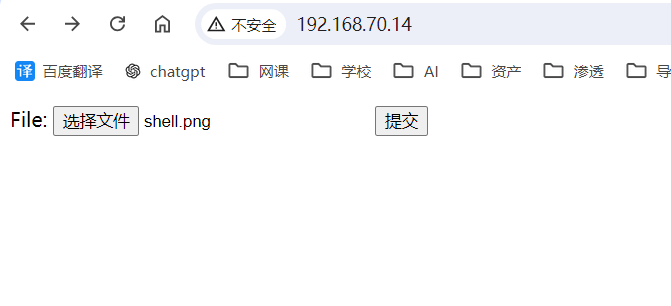 不安全 192.168.70.14
译 百度翻译 chatgpt 网课 学校 AI 资产 渗透 导
File: 选择文件 shell.png 提交